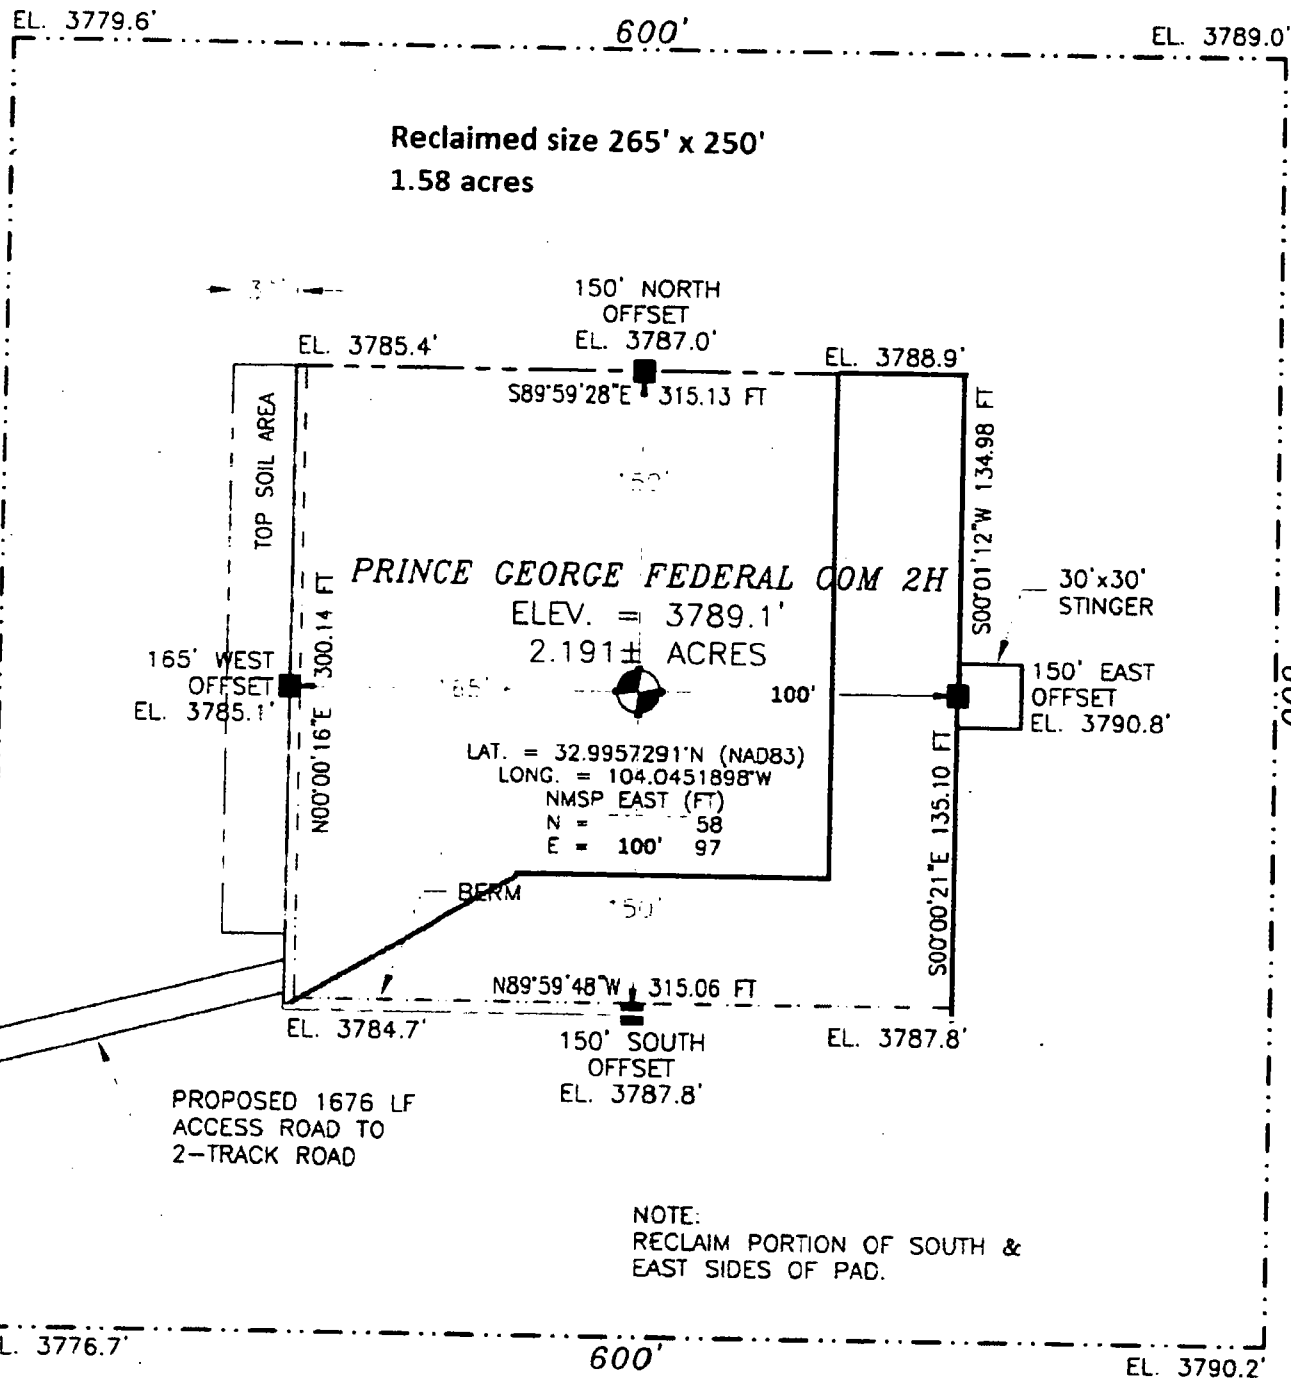 EL. 3779.6'
600'
EL. 3789.0'
Reclaimed size 265' x 250'
1.58 acres
150' NORTH
OFFSET
EL. 3787.0'
EL. 3785.4'
EL. 3788.9'
S89°59'28"E 315.13 FT
TOP SOIL AREA
S00°01'12"W 134.98 FT
PRINCE GEORGE FEDERAL COM 2H
ELEV. = 3789.1'
2.191± ACRES
30'x30'
STINGER
N00°00'16"E 300.14 FT
165' WEST
OFFSET
EL. 3785.1'
165'
100'
150' EAST
OFFSET
EL. 3790.8'
LAT. = 32.9957291°N (NAD83)
LONG. = 104.0451898°W
NMSP EAST (FT)
N = 58
E = 100' 97
S00°00'21"E 135.10 FT
BERM
150'
N89°59'48"W 315.06 FT
EL. 3784.7'
150' SOUTH
OFFSET
EL. 3787.8'
EL. 3787.8'
PROPOSED 1676 LF
ACCESS ROAD TO
2-TRACK ROAD
NOTE:
RECLAIM PORTION OF SOUTH &
EAST SIDES OF PAD.
L. 3776.7'
600'
EL. 3790.2'